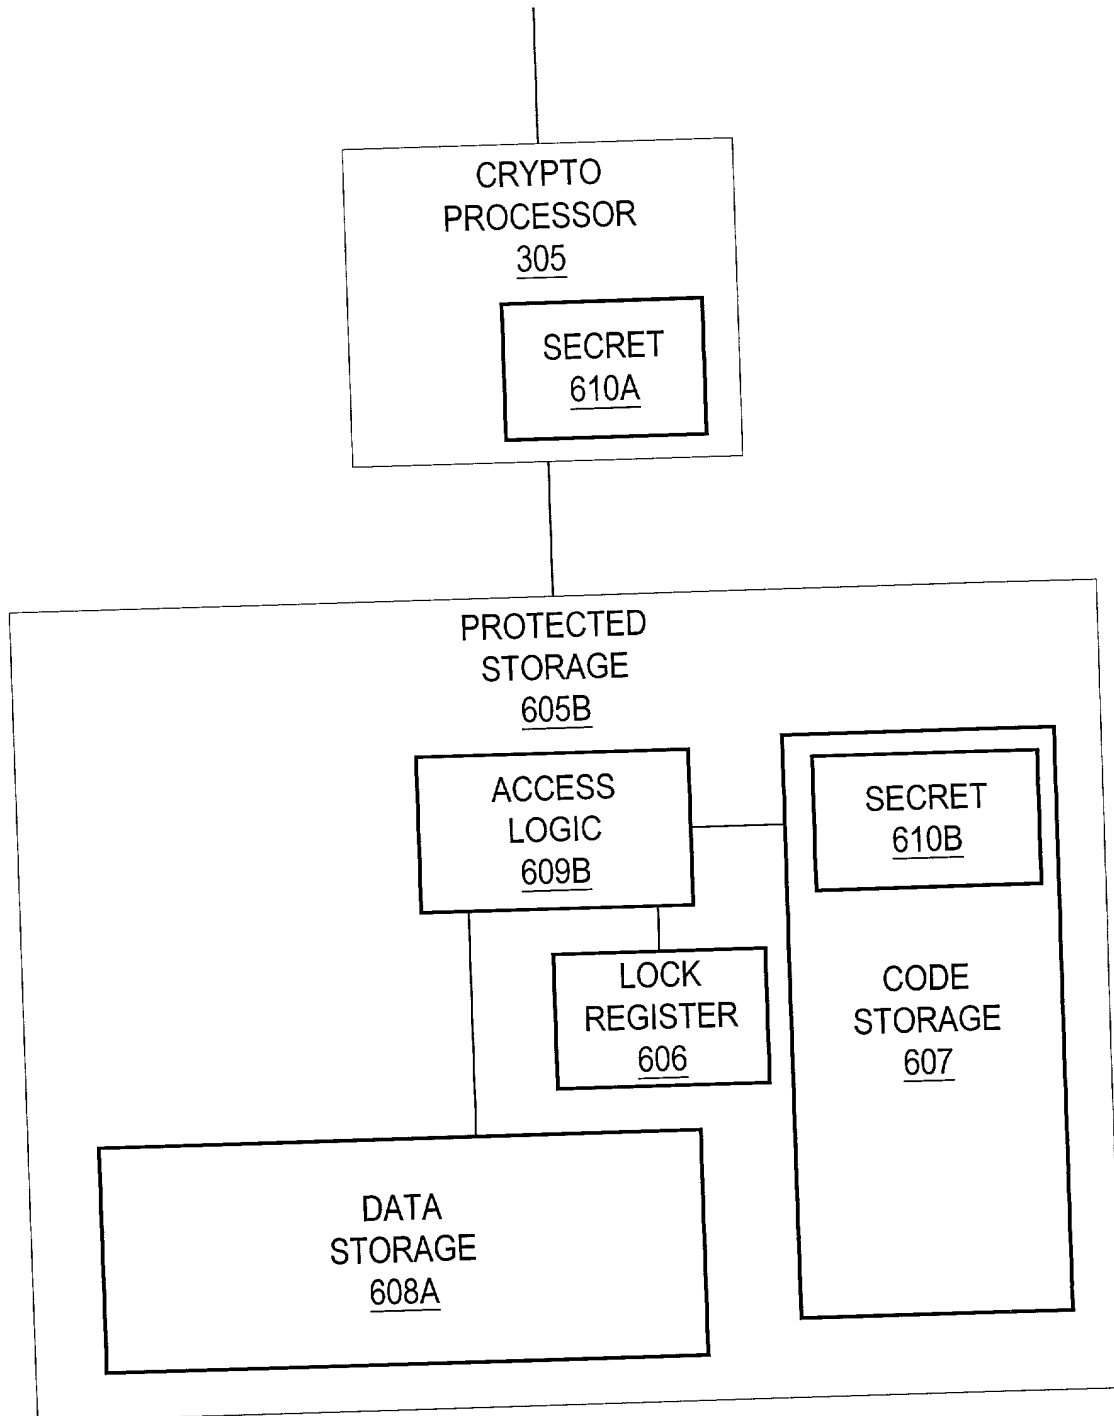 CRYPTO
PROCESSOR
305
SECRET
610A
PROTECTED
STORAGE
605B
ACCESS
LOGIC
609B
SECRET
610B
LOCK
REGISTER
606
CODE
STORAGE
607
DATA
STORAGE
608A